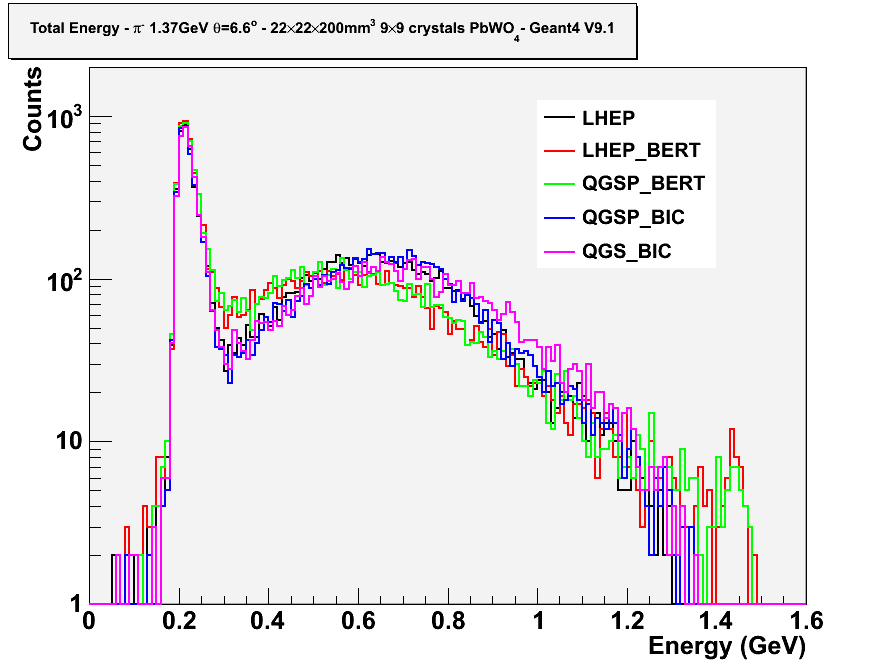 Total Energy - π⁻ 1.37GeV θ=6.6° - 22×22×200mm³ 9×9 crystals PbWO₄- Geant4 V9.1
Counts
10³
10²
10
1
LHEP
LHEP_BERT
QGSP_BERT
QGSP_BIC
QGS_BIC
0 0.2 0.4 0.6 0.8 1 1.2 1.4 1.6
Energy (GeV)